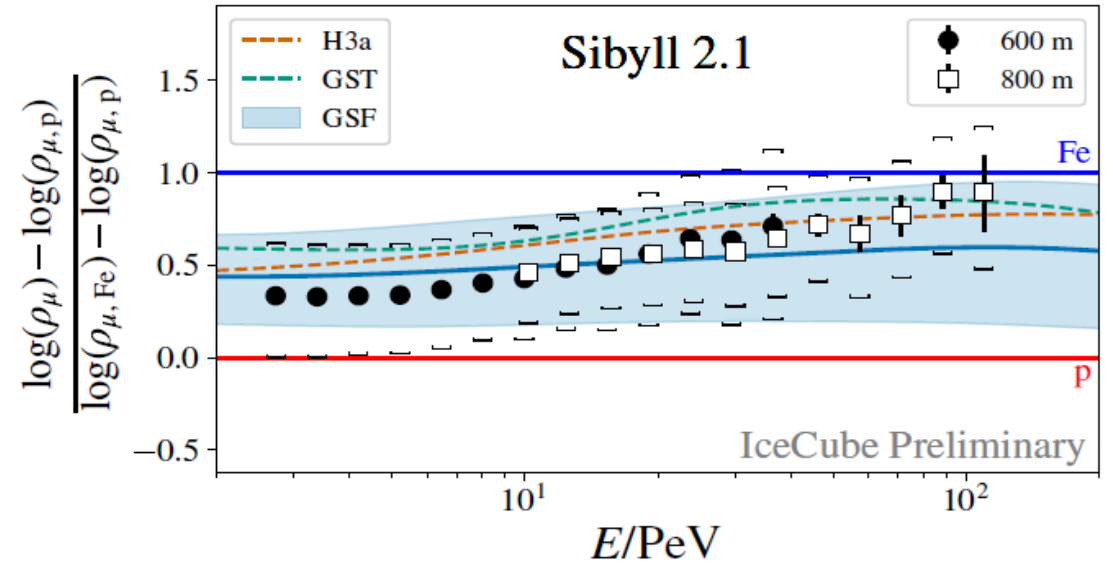 Sibyll 2.1
H3a
GST
GSF
600 m
800 m
log(ρμ) − log(ρμ, p)
log(ρμ, Fe) − log(ρμ, p)
1.5
1.0
0.5
0.0
−0.5
Fe
p
IceCube Preliminary
10¹
10²
E/PeV